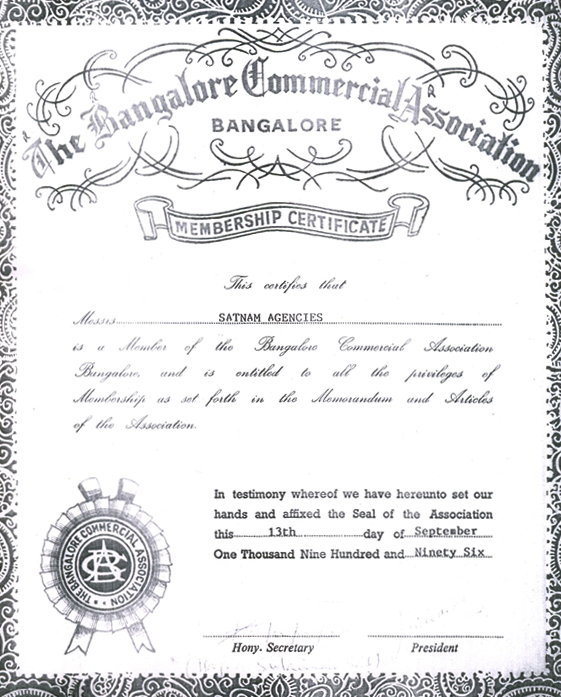 The Bangalore Commercial Association
BANGALORE
MEMBERSHIP CERTIFICATE
This certifies that
Messrs. SATNAM AGENCIES
is a Member of the Bangalore Commercial Association
Bangalore, and is entitled to all the privileges of
Membership as set forth in the Memorandum and Articles
of the Association.
In testimony whereof we have hereunto set our
hands and affixed the Seal of the Association
this 13th day of September
One Thousand Nine Hundred and Ninety Six
THE BANGALORE COMMERCIAL ASSOCIATION
Hony. Secretary
President